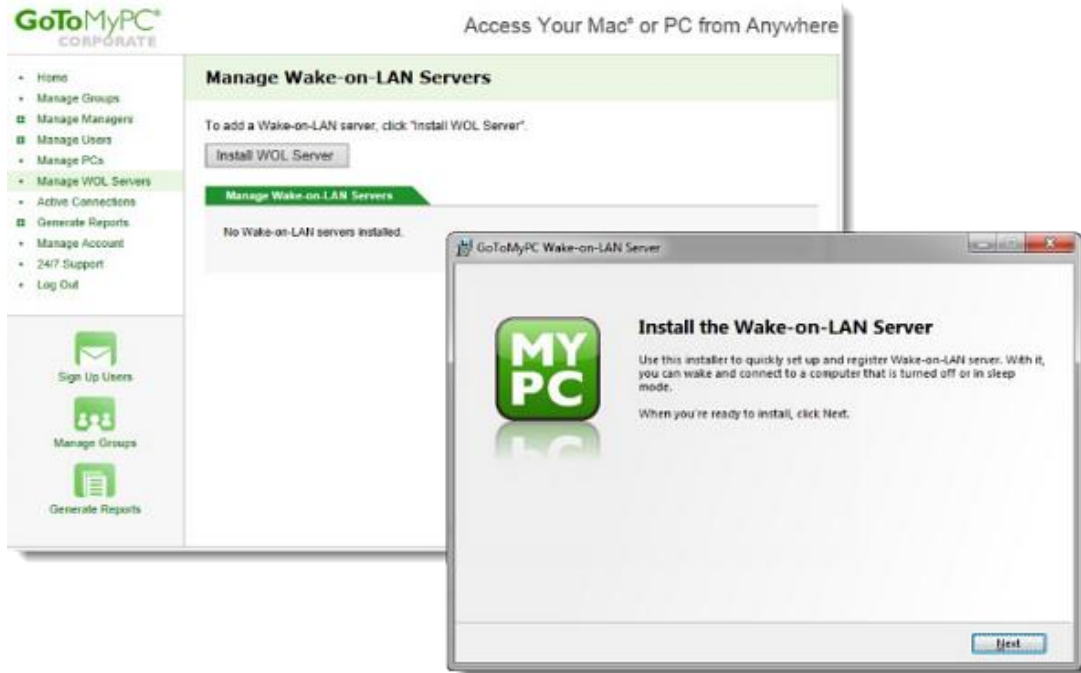 GoToMyPC®
CORPORATE
Access Your Mac® or PC from Anywhere
Home
Manage Groups
Manage Managers
Manage Users
Manage PCs
Manage WOL Servers
Active Connections
Generate Reports
Manage Account
24/7 Support
Log Out
Sign Up Users
Manage Groups
Generate Reports
Manage Wake-on-LAN Servers
To add a Wake-on-LAN server, click "Install WOL Server".
Install WOL Server
Manage Wake-on-LAN Servers
No Wake-on-LAN servers installed.
GoToMyPC Wake-on-LAN Server
MY
PC
Install the Wake-on-LAN Server
Use this installer to quickly set up and register Wake-on-LAN server. With it,
you can wake and connect to a computer that is turned off or in sleep
mode.
When you're ready to install, click Next.
Next